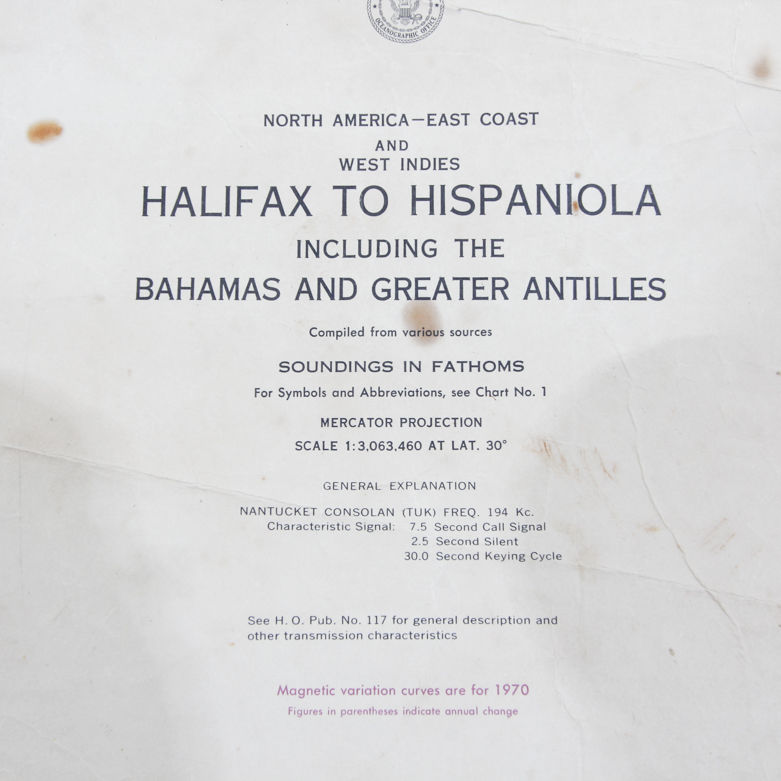 OCEANOGRAPHIC OFFICE
NORTH AMERICA—EAST COAST
AND
WEST INDIES
HALIFAX TO HISPANIOLA
INCLUDING THE
BAHAMAS AND GREATER ANTILLES
Compiled from various sources
SOUNDINGS IN FATHOMS
For Symbols and Abbreviations, see Chart No. 1
MERCATOR PROJECTION
SCALE 1:3,063,460 AT LAT. 30°
GENERAL EXPLANATION
NANTUCKET CONSOLAN (TUK) FREQ. 194 Kc.
Characteristic Signal: 7.5 Second Call Signal
2.5 Second Silent
30.0 Second Keying Cycle
See H. O. Pub. No. 117 for general description and
other transmission characteristics
Magnetic variation curves are for 1970
Figures in parentheses indicate annual change